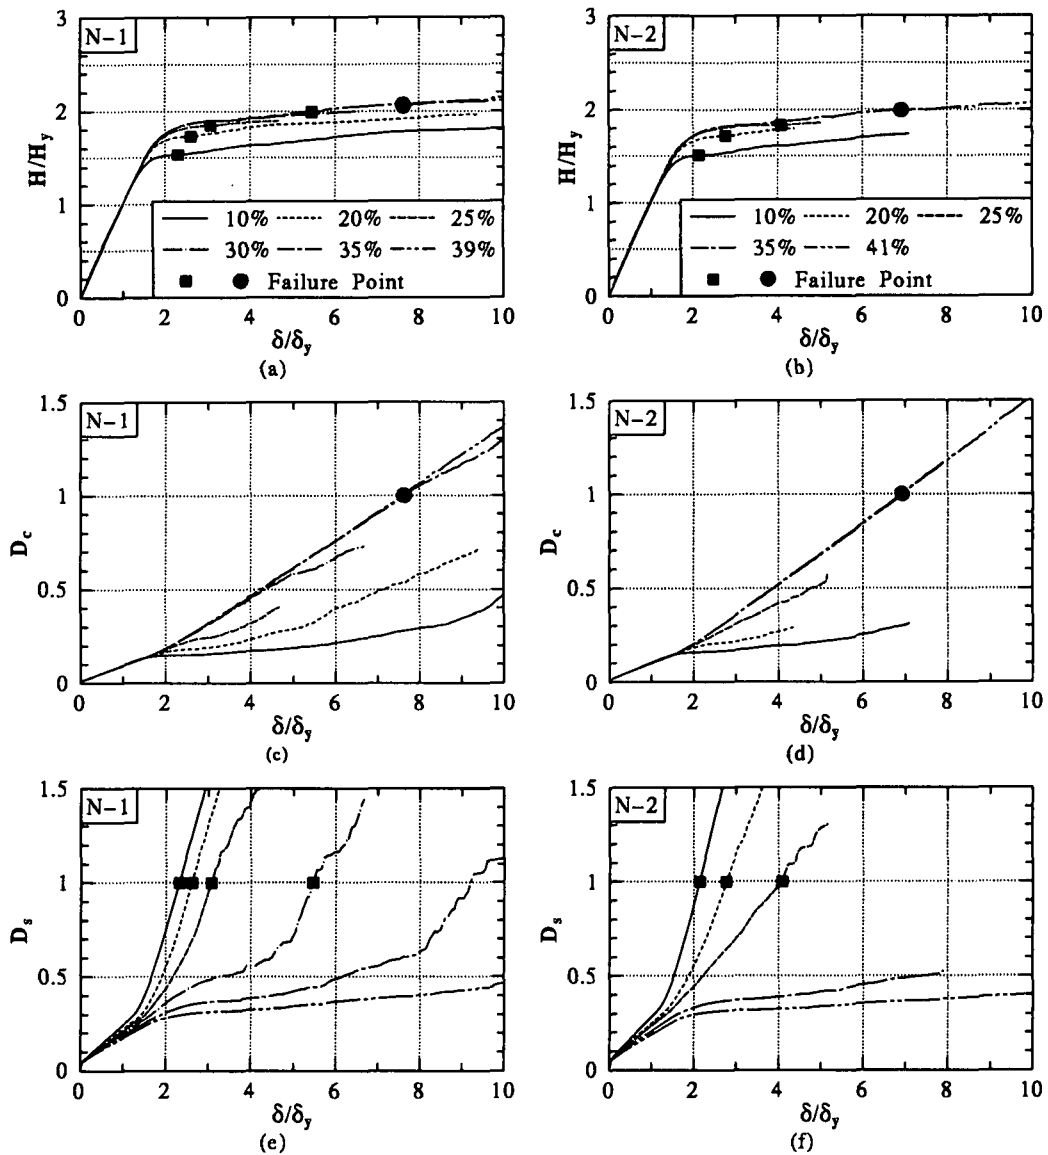 N-1
H/H_y
3
2
1
0
10% 20% 25%
30% 35% 39%
Failure Point
0 2 4 6 8 10
δ/δ_y
(a)
N-2
H/H_y
3
2
1
0
10% 20% 25%
35% 41%
Failure Point
0 2 4 6 8 10
δ/δ_y
(b)
N-1
D_c
1.5
1
0.5
0
0 2 4 6 8 10
δ/δ_y
(c)
N-2
D_c
1.5
1
0.5
0
0 2 4 6 8 10
δ/δ_y
(d)
N-1
D_s
1.5
1
0.5
0
0 2 4 6 8 10
δ/δ_y
(e)
N-2
D_s
1.5
1
0.5
0
0 2 4 6 8 10
δ/δ_y
(f)